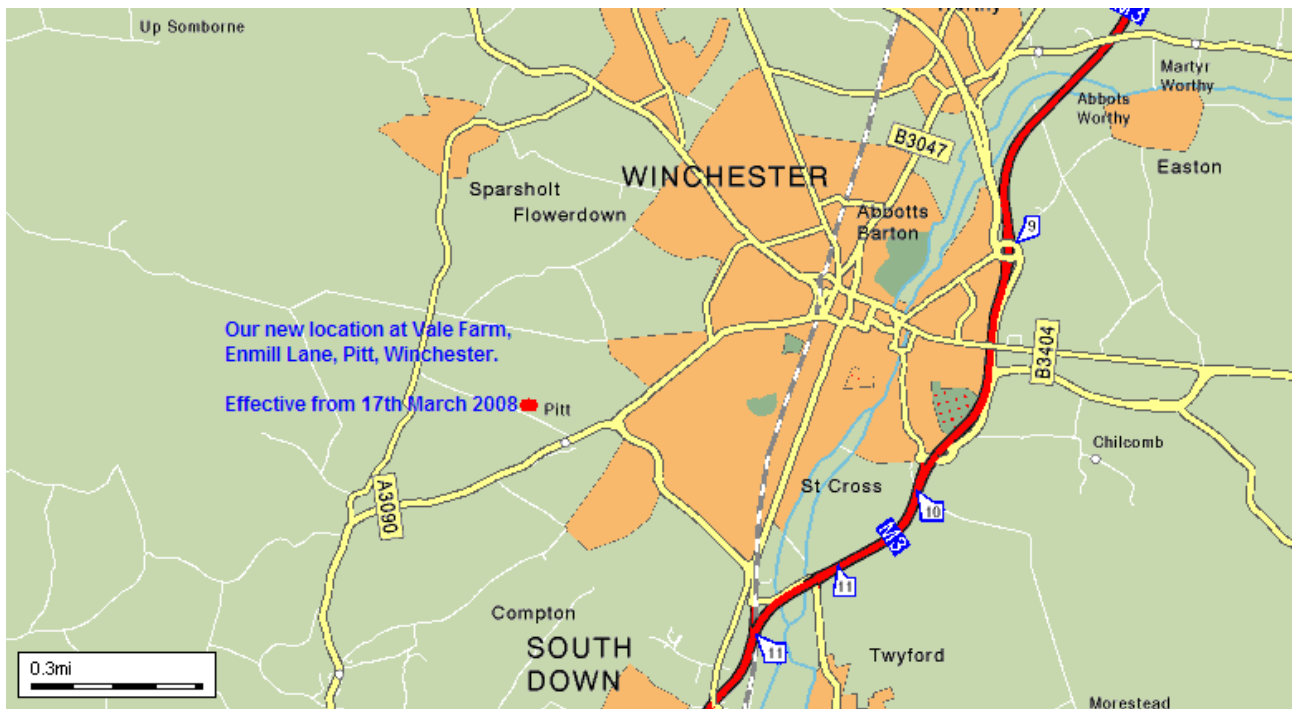 Up Somborne
Worthy
M3
Martyr
Worthy
Abbots
Worthy
B3047
Easton
WINCHESTER
Sparsholt
Flowerdown
Abbotts
Barton
9
Our new location at Vale Farm,
Enmill Lane, Pitt, Winchester.
B3404
Effective from 17th March 2008
Pitt
Chilcomb
St Cross
A3090
10
M3
11
Compton
11
SOUTH
DOWN
Twyford
0.3mi
Morestead